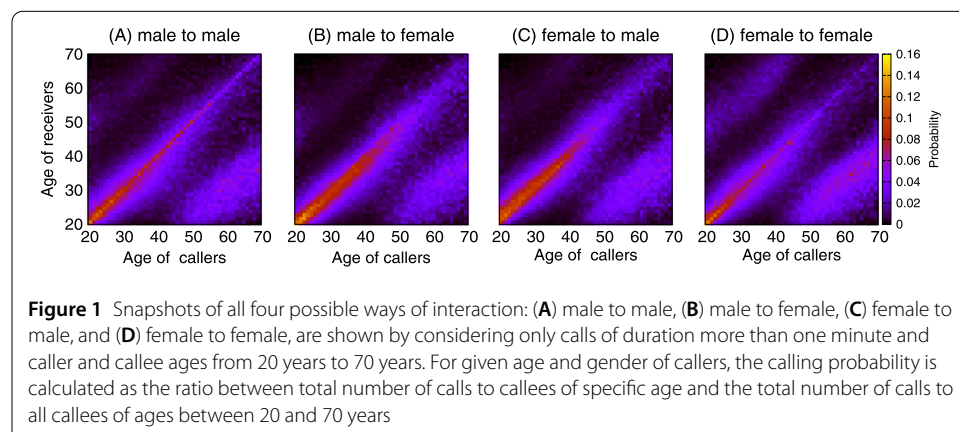 (A) male to male (B) male to female (C) female to male (D) female to female
70 0.16
60 0.14
0.12
50 0.10
0.08
40 0.06
30 0.04
0.02
20 0
Age of receivers
Probability
20 30 40 50 60 70 20 30 40 50 60 70 20 30 40 50 60 70 20 30 40 50 60 70
Age of callers Age of callers Age of callers Age of callers
Figure 1 Snapshots of all four possible ways of interaction: (A) male to male, (B) male to female, (C) female to
male, and (D) female to female, are shown by considering only calls of duration more than one minute and
caller and callee ages from 20 years to 70 years. For given age and gender of callers, the calling probability is
calculated as the ratio between total number of calls to callees of specific age and the total number of calls to
all callees of ages between 20 and 70 years